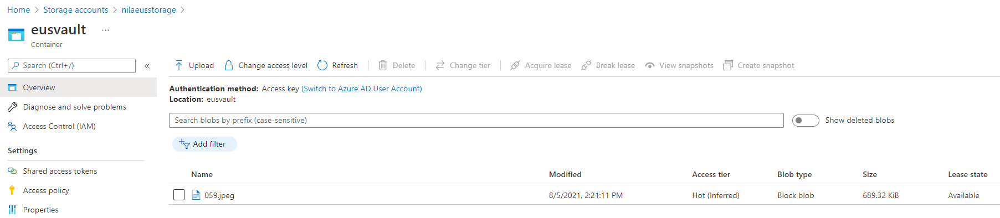 Home > Storage accounts > nilaeusstorage >
eusvault ...
Container
Search (Ctrl+/) «
Overview
Diagnose and solve problems
Access Control (IAM)
Settings
Shared access tokens
Access policy
Properties
Upload Change access level Refresh Delete Change tier Acquire lease Break lease View snapshots Create snapshot
Authentication method: Access key (Switch to Azure AD User Account)
Location: eusvault
Search blobs by prefix (case-sensitive) Show deleted blobs
Add filter
Name Modified Access tier Blob type Size Lease state
059.jpeg 8/5/2021, 2:21:11 PM Hot (Inferred) Block blob 689.32 KiB Available